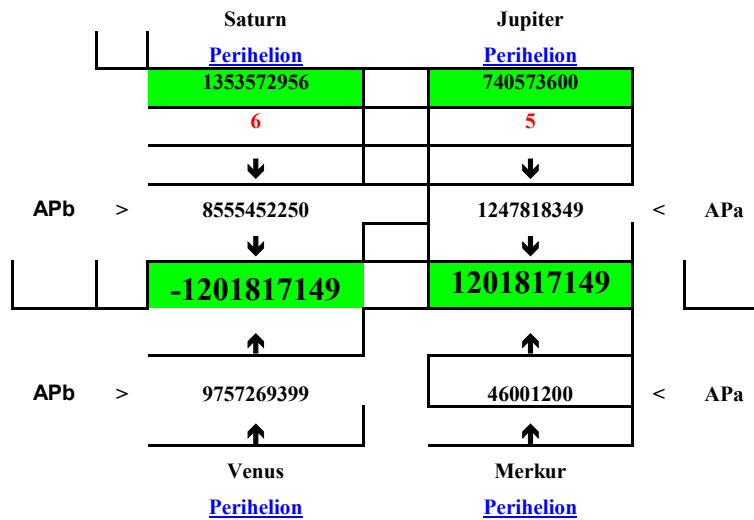 Saturn Jupiter
Perihelion Perihelion
1353572956 740573600
6 5
APb > 8555452250 1247818349 < APa
-1201817149 1201817149
APb > 9757269399 46001200 < APa
Venus Merkur
Perihelion Perihelion